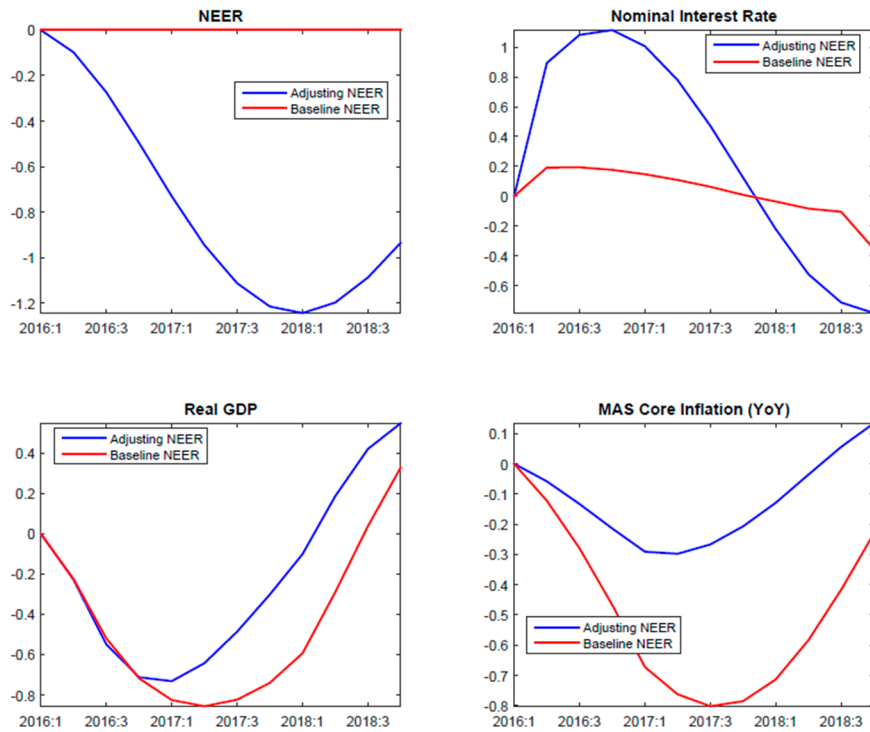 NEER
0
-0.2
-0.4
-0.6
-0.8
-1
-1.2
Adjusting NEER
Baseline NEER
2016:1 2016:3 2017:1 2017:3 2018:1 2018:3
Nominal Interest Rate
1
0.8
0.6
0.4
0.2
0
-0.2
-0.4
-0.6
Adjusting NEER
Baseline NEER
2016:1 2016:3 2017:1 2017:3 2018:1 2018:3
Real GDP
0.4
0.2
0
-0.2
-0.4
-0.6
-0.8
Adjusting NEER
Baseline NEER
2016:1 2016:3 2017:1 2017:3 2018:1 2018:3
MAS Core Inflation (YoY)
0.1
0
-0.1
-0.2
-0.3
-0.4
-0.5
-0.6
-0.7
-0.8
Adjusting NEER
Baseline NEER
2016:1 2016:3 2017:1 2017:3 2018:1 2018:3